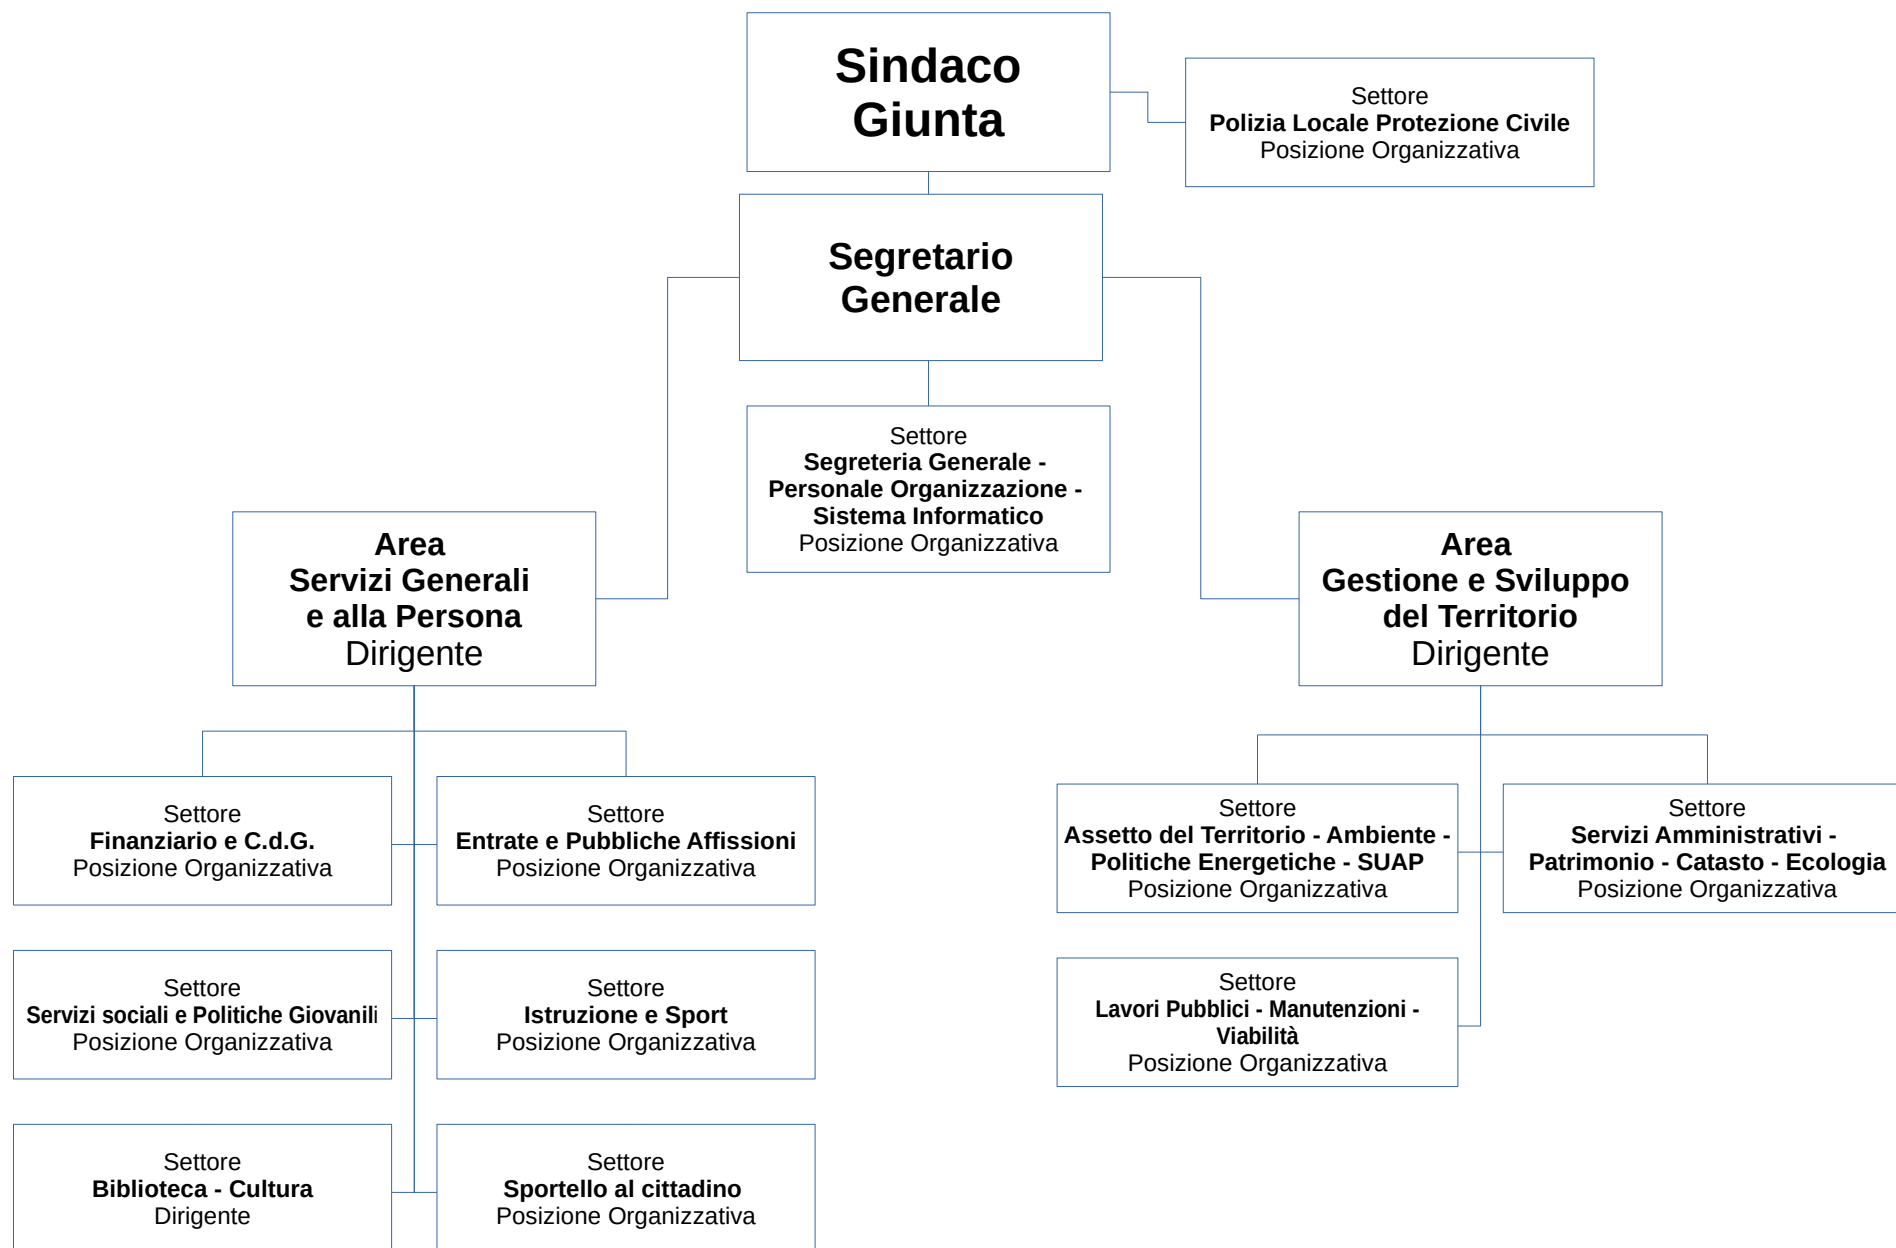 Sindaco
Giunta
Settore
Polizia Locale Protezione Civile
Posizione Organizzativa
Segretario
Generale
Settore
Segreteria Generale -
Personale Organizzazione -
Sistema Informatico
Posizione Organizzativa
Area
Servizi Generali
e alla Persona
Dirigente
Area
Gestione e Sviluppo
del Territorio
Dirigente
Settore
Finanziario e C.d.G.
Posizione Organizzativa
Settore
Entrate e Pubbliche Affissioni
Posizione Organizzativa
Settore
Assetto del Territorio - Ambiente -
Politiche Energetiche - SUAP
Posizione Organizzativa
Settore
Servizi Amministrativi -
Patrimonio - Catasto - Ecologia
Posizione Organizzativa
Settore
Servizi sociali e Politiche Giovanili
Posizione Organizzativa
Settore
Istruzione e Sport
Posizione Organizzativa
Settore
Lavori Pubblici - Manutenzioni -
Viabilità
Posizione Organizzativa
Settore
Biblioteca - Cultura
Dirigente
Settore
Sportello al cittadino
Posizione Organizzativa